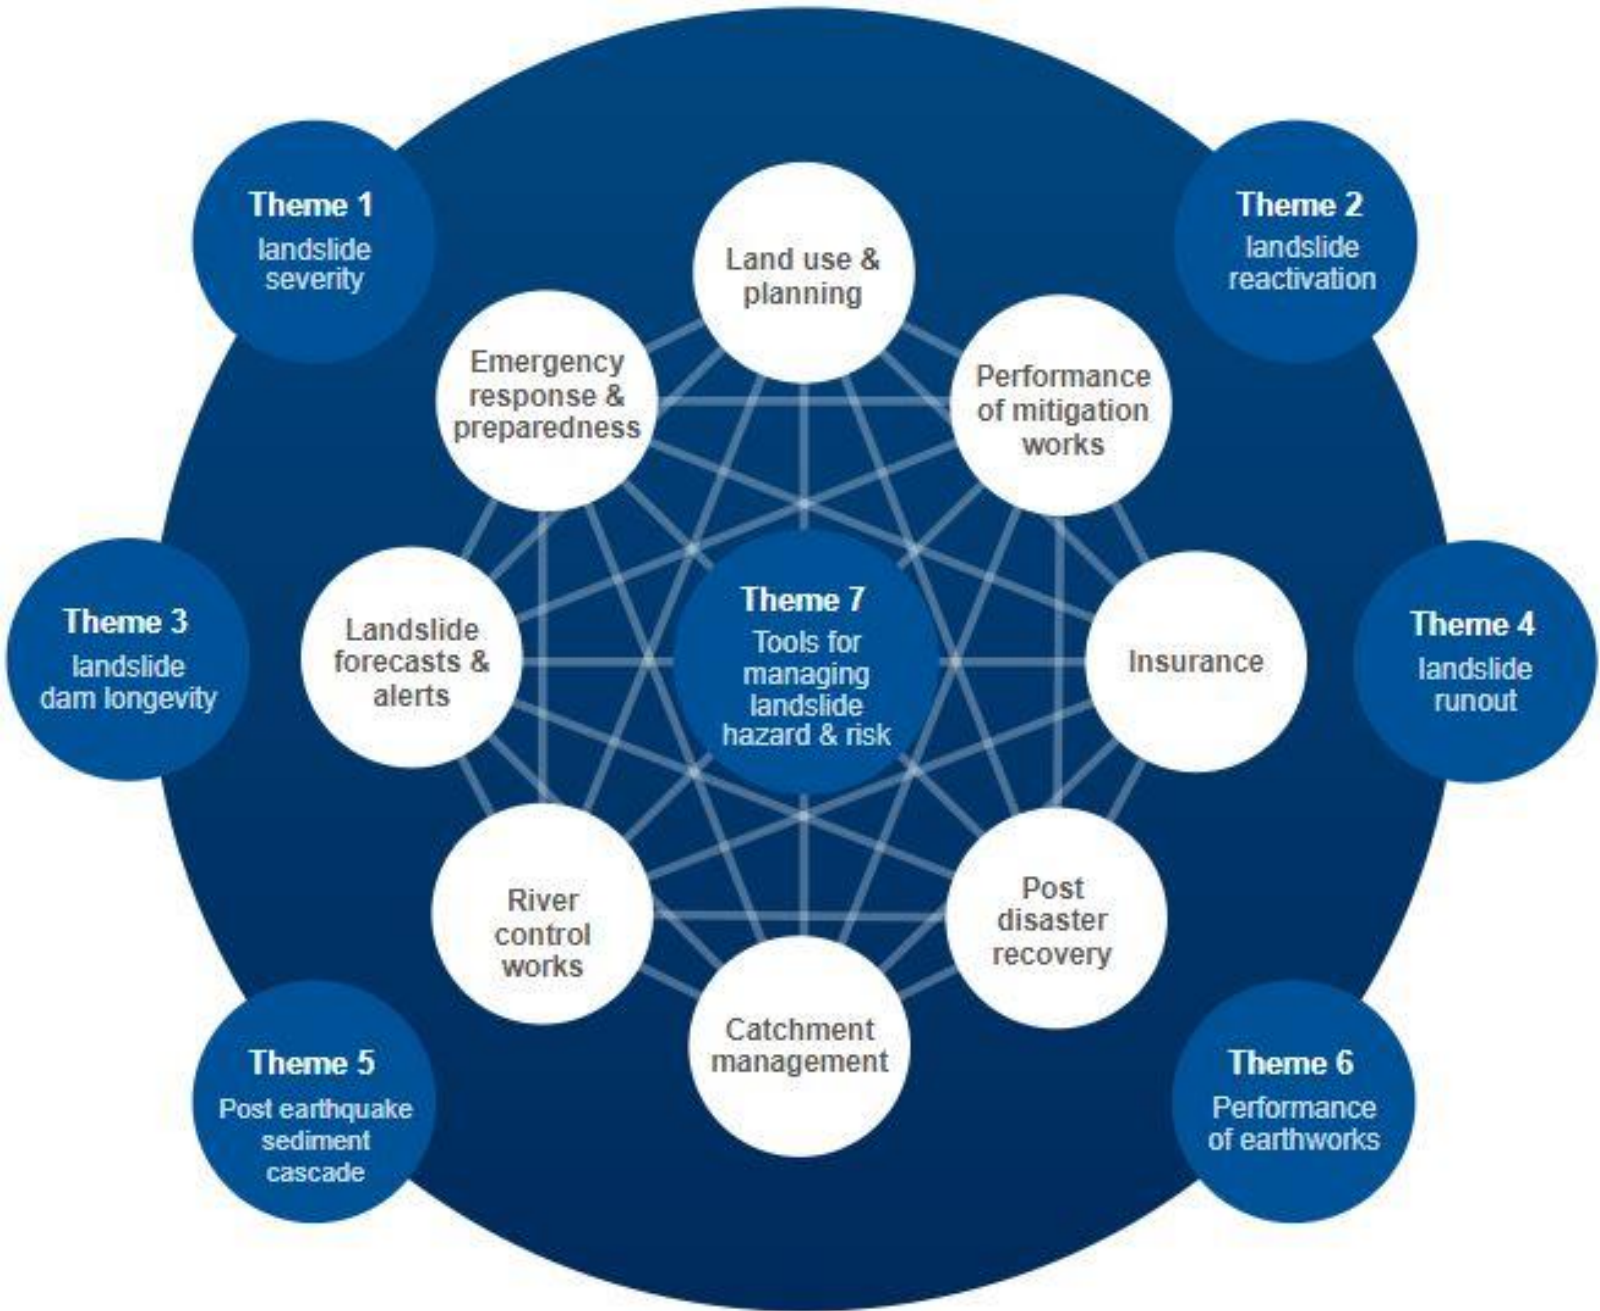 Theme 1
landslide
severity
Theme 2
landslide
reactivation
Land use &
planning
Emergency
response &
preparedness
Performance
of mitigation
works
Theme 3
landslide
dam longevity
Landslide
forecasts &
alerts
Theme 7
Tools for
managing
landslide
hazard & risk
Insurance
Theme 4
landslide
runout
River
control
works
Post
disaster
recovery
Catchment
management
Theme 5
Post earthquake
sediment
cascade
Theme 6
Performance
of earthworks